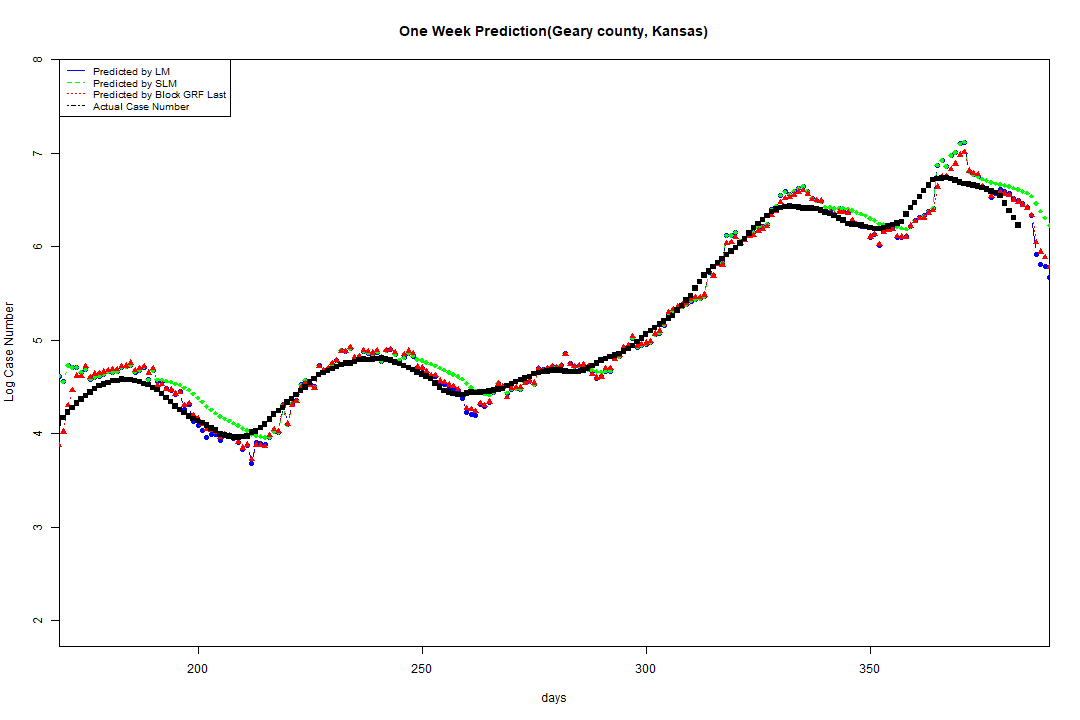 One Week Prediction(Geary county, Kansas)
Predicted by LM
Predicted by SLM
Predicted by Block GRF Last
Actual Case Number
8
7
6
5
4
3
2
Log Case Number
200 250 300 350
days